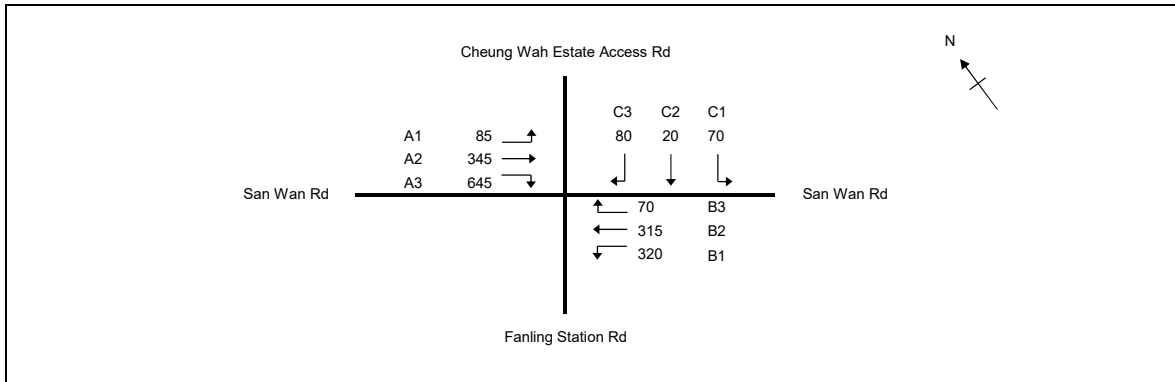 N
Cheung Wah Estate Access Rd
C3 C2 C1
A1 85 80 20 70
A2 345
A3 645
San Wan Rd San Wan Rd
70 B3
315 B2
320 B1
Fanling Station Rd